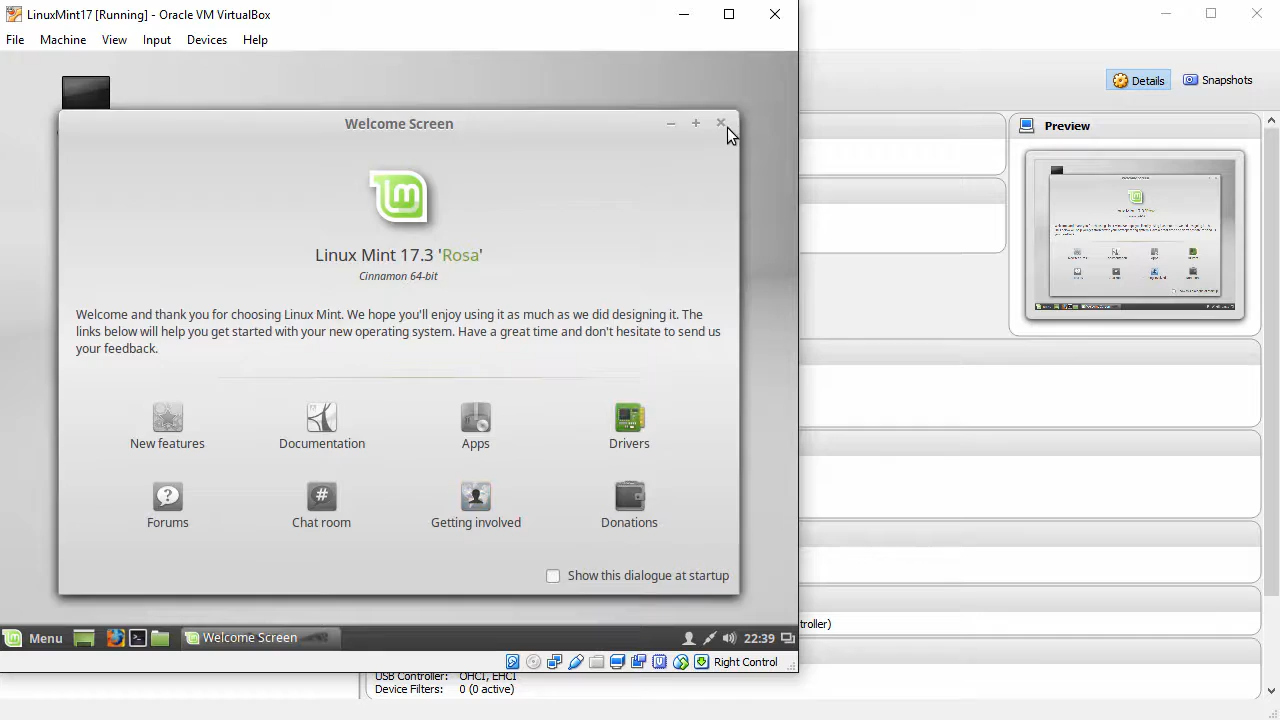 LinuxMint17 [Running] - Oracle VM VirtualBox
File Machine View Input Devices Help
Details Snapshots
Preview
Welcome Screen
Linux Mint 17.3 'Rosa'
Cinnamon 64-bit
Welcome and thank you for choosing Linux Mint. We hope you'll enjoy using it as much as we did designing it. The
links below will help you get started with your new operating system. Have a great time and don't hesitate to send us
your feedback.
New features Documentation Apps Drivers
Forums Chat room Getting involved Donations
Show this dialogue at startup
Menu Welcome Screen 22:39
Right Control
troller)
USB Controller: OHCI, EHCI
Device Filters: 0 (0 active)